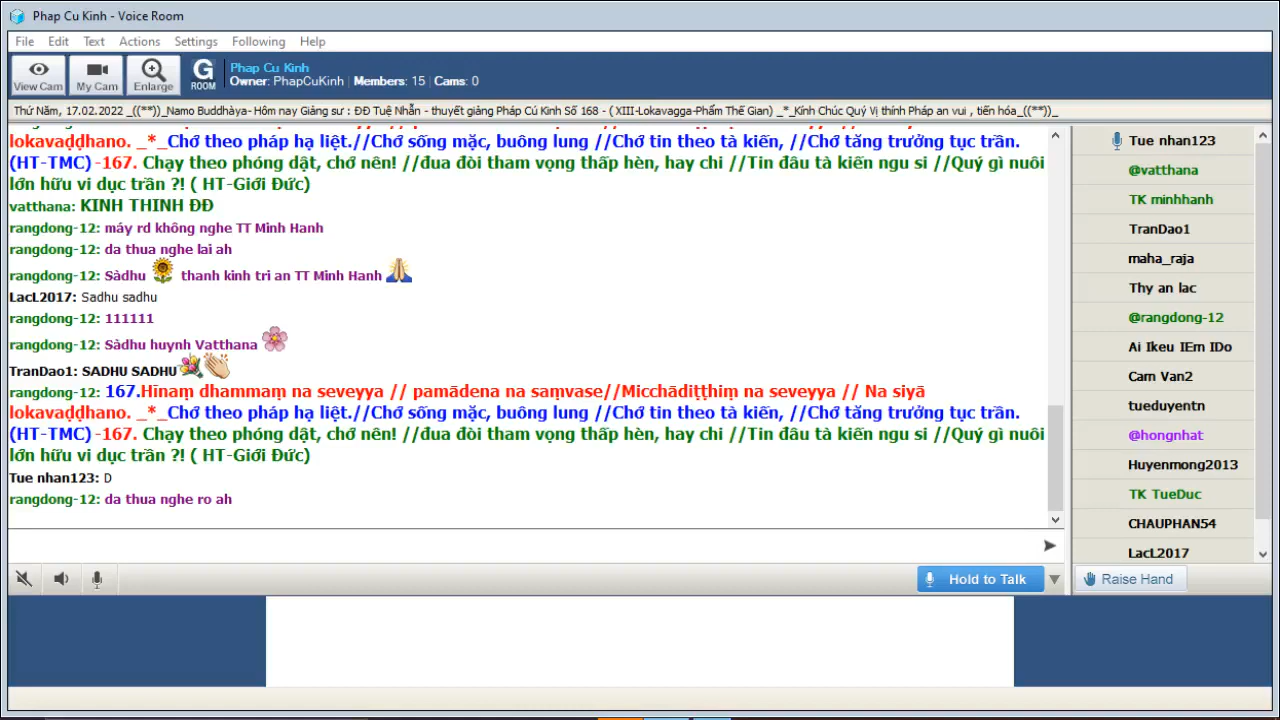 Phap Cu Kinh - Voice Room
File Edit Text Actions Settings Following Help
View Cam My Cam Enlarge G ROOM
Phap Cu Kinh
Owner: PhapCuKinh | Members: 15 | Cams: 0
Thứ Năm, 17.02.2022 _((**))_Namo Buddhàya- Hôm nay Giảng sư : ĐĐ Tuệ Nhẫn - thuyết giảng Pháp Cú Kinh Số 168 - ( XIII-Lokavagga-Phẩm Thế Gian) _*_Kính Chúc Quý Vị thính Pháp an vui , tiến hóa_((**))_
lokavaḍḍhano. _*_Chớ theo pháp hạ liệt.//Chớ sống mặc, buông lung //Chớ tin theo tà kiến, //Chớ tăng trưởng tục trần.
(HT-TMC) -167. Chạy theo phóng dật, chớ nên! //đua đòi tham vọng thấp hèn, hay chi //Tin đâu tà kiến ngu si //Quý gì nuôi
lớn hữu vi dục trần ?! ( HT-Giới Đức)
vatthana: KINH THINH ĐĐ
rangdong-12: máy rd không nghe TT Minh Hanh
rangdong-12: da thua nghe lai ah
rangdong-12: Sàdhu thanh kinh tri an TT Minh Hanh
LacL2017: Sadhu sadhu
rangdong-12: 111111
rangdong-12: Sàdhu huynh Vatthana
TranDao1: SADHU SADHU
rangdong-12: 167.Hīnaṃ dhammaṃ na seveyya // pamādena na saṃvase//Micchādiṭṭhiṃ na seveyya // Na siyā
lokavaḍḍhano. _*_Chớ theo pháp hạ liệt.//Chớ sống mặc, buông lung //Chớ tin theo tà kiến, //Chớ tăng trưởng tục trần.
(HT-TMC) -167. Chạy theo phóng dật, chớ nên! //đua đòi tham vọng thấp hèn, hay chi //Tin đâu tà kiến ngu si //Quý gì nuôi
lớn hữu vi dục trần ?! ( HT-Giới Đức)
Tue nhan123: D
rangdong-12: da thua nghe ro ah
Tue nhan123
@vatthana
TK minhhanh
TranDao1
maha_raja
Thy an lac
@rangdong-12
Ai Ikeu IEm IDo
Cam Van2
tueduyentn
@hongnhat
Huyenmong2013
TK TueDuc
CHAUPHAN54
LacL2017
Hold to Talk
Raise Hand